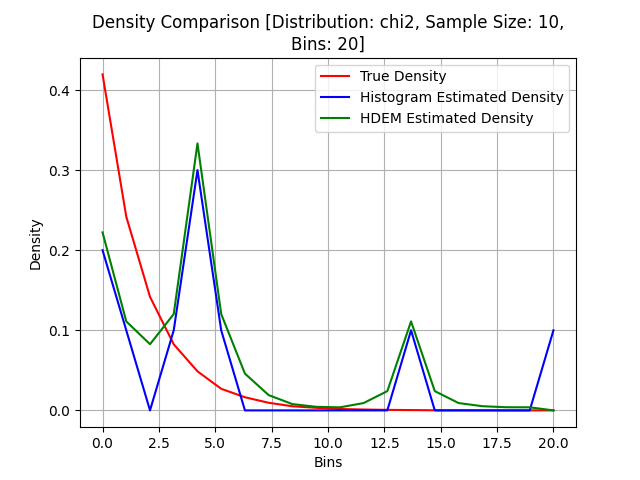 Density Comparison [Distribution: chi2, Sample Size: 10,
Bins: 20]
True Density
Histogram Estimated Density
HDEM Estimated Density
Density
0.4
0.3
0.2
0.1
0.0
0.0 2.5 5.0 7.5 10.0 12.5 15.0 17.5 20.0
Bins